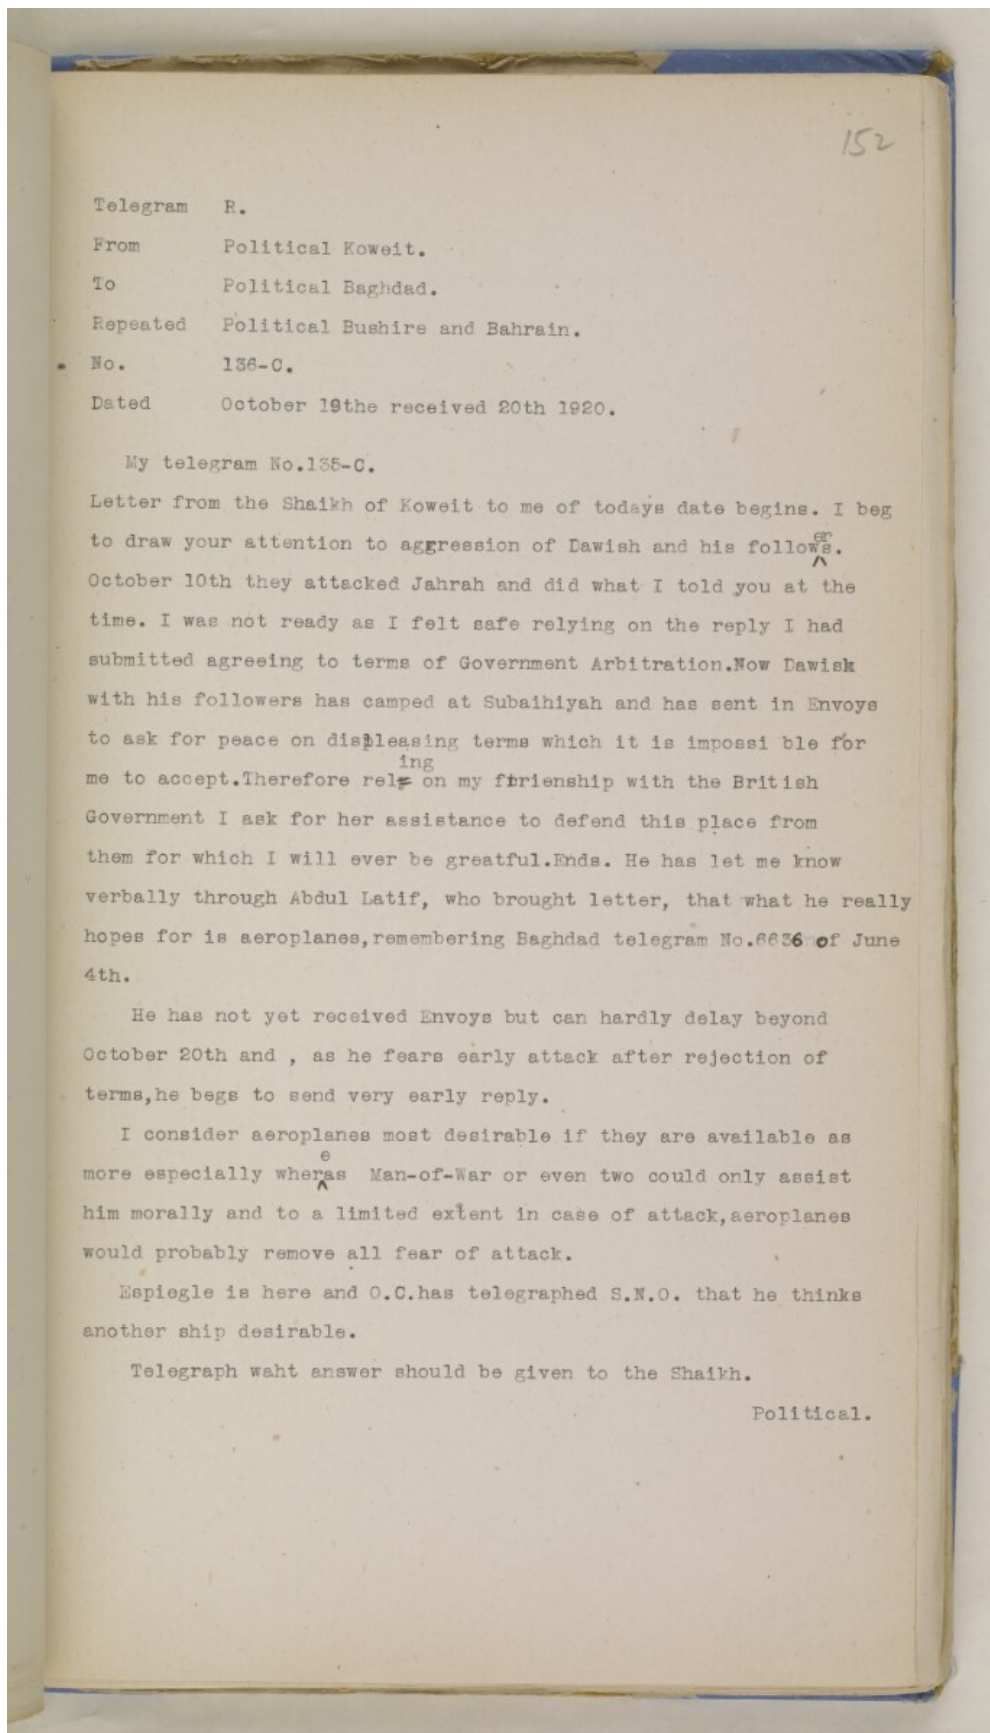 152
Telegram R.
From Political Koweit.
To Political Baghdad.
Repeated Political Bushire and Bahrain.
No. 136-C.
Dated October 19the received 20th 1920.
My telegram No.135-C.
Letter from the Shaikh of Koweit to me of todays date begins. I beg
to draw your attention to aggression of Dawish and his followers.
October 10th they attacked Jahrah and did what I told you at the
time. I was not ready as I felt safe relying on the reply I had
submitted agreeing to terms of Government Arbitration.Now Dawisk
with his followers has camped at Subaihiyah and has sent in Envoys
to ask for peace on displeasing terms which it is impossi ble for
me to accept.Therefore relying on my frienship with the British
Government I ask for her assistance to defend this place from
them for which I will ever be greatful.Ends. He has let me know
verbally through Abdul Latif, who brought letter, that what he really
hopes for is aeroplanes,remembering Baghdad telegram No.6636 of June
4th.
He has not yet received Envoys but can hardly delay beyond
October 20th and , as he fears early attack after rejection of
terms,he begs to send very early reply.
I consider aeroplanes most desirable if they are available as
more especially whereas Man-of-War or even two could only assist
him morally and to a limited extent in case of attack,aeroplanes
would probably remove all fear of attack.
Espiegle is here and O.C.has telegraphed S.N.O. that he thinks
another ship desirable.
Telegraph waht answer should be given to the Shaikh.
Political.